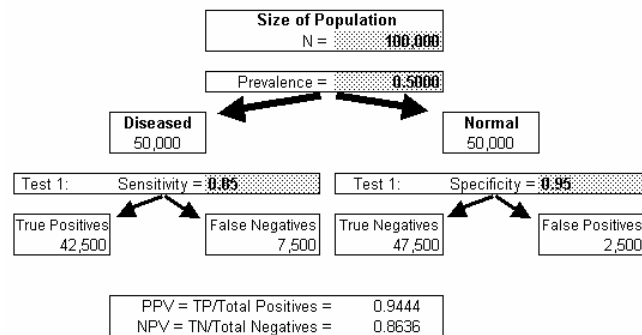 Size of Population
N = 100,000
Prevalence = 0.5000
Diseased
50,000
Normal
50,000
Test 1: Sensitivity = 0.85
Test 1: Specificity = 0.95
True Positives
42,500
False Negatives
7,500
True Negatives
47,500
False Positives
2,500
PPV = TP/Total Positives = 0.9444
NPV = TN/Total Negatives = 0.8636